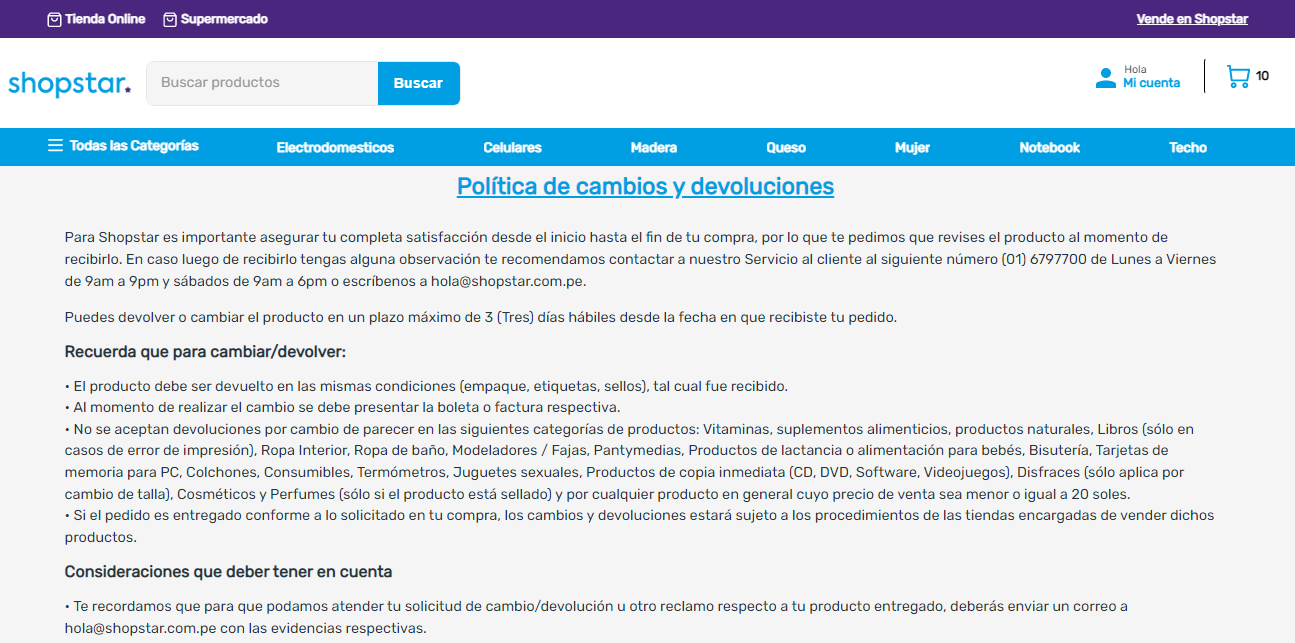 Tienda Online Supermercado Vende en Shopstar
shopstar. Buscar productos Buscar Hola
Mi cuenta 10
Todas las Categorías Electrodomesticos Celulares Madera Queso Mujer Notebook Techo
Política de cambios y devoluciones
Para Shopstar es importante asegurar tu completa satisfacción desde el inicio hasta el fin de tu compra, por lo que te pedimos que revises el producto al momento de
recibirlo. En caso luego de recibirlo tengas alguna observación te recomendamos contactar a nuestro Servicio al cliente al siguiente número (01) 6797700 de Lunes a Viernes
de 9am a 9pm y sábados de 9am a 6pm o escríbenos a hola@shopstar.com.pe.
Puedes devolver o cambiar el producto en un plazo máximo de 3 (Tres) días hábiles desde la fecha en que recibiste tu pedido.
Recuerda que para cambiar/devolver:
• El producto debe ser devuelto en las mismas condiciones (empaque, etiquetas, sellos), tal cual fue recibido.
• Al momento de realizar el cambio se debe presentar la boleta o factura respectiva.
• No se aceptan devoluciones por cambio de parecer en las siguientes categorías de productos: Vitaminas, suplementos alimenticios, productos naturales, Libros (sólo en
casos de error de impresión), Ropa Interior, Ropa de baño, Modeladores / Fajas, Pantymedias, Productos de lactancia o alimentación para bebés, Bisutería, Tarjetas de
memoria para PC, Colchones, Consumibles, Termómetros, Juguetes sexuales, Productos de copia inmediata (CD, DVD, Software, Videojuegos), Disfraces (sólo aplica por
cambio de talla), Cosméticos y Perfumes (sólo si el producto está sellado) y por cualquier producto en general cuyo precio de venta sea menor o igual a 20 soles.
• Si el pedido es entregado conforme a lo solicitado en tu compra, los cambios y devoluciones estará sujeto a los procedimientos de las tiendas encargadas de vender dichos
productos.
Consideraciones que deber tener en cuenta
• Te recordamos que para que podamos atender tu solicitud de cambio/devolución u otro reclamo respecto a tu producto entregado, deberás enviar un correo a
hola@shopstar.com.pe con las evidencias respectivas.